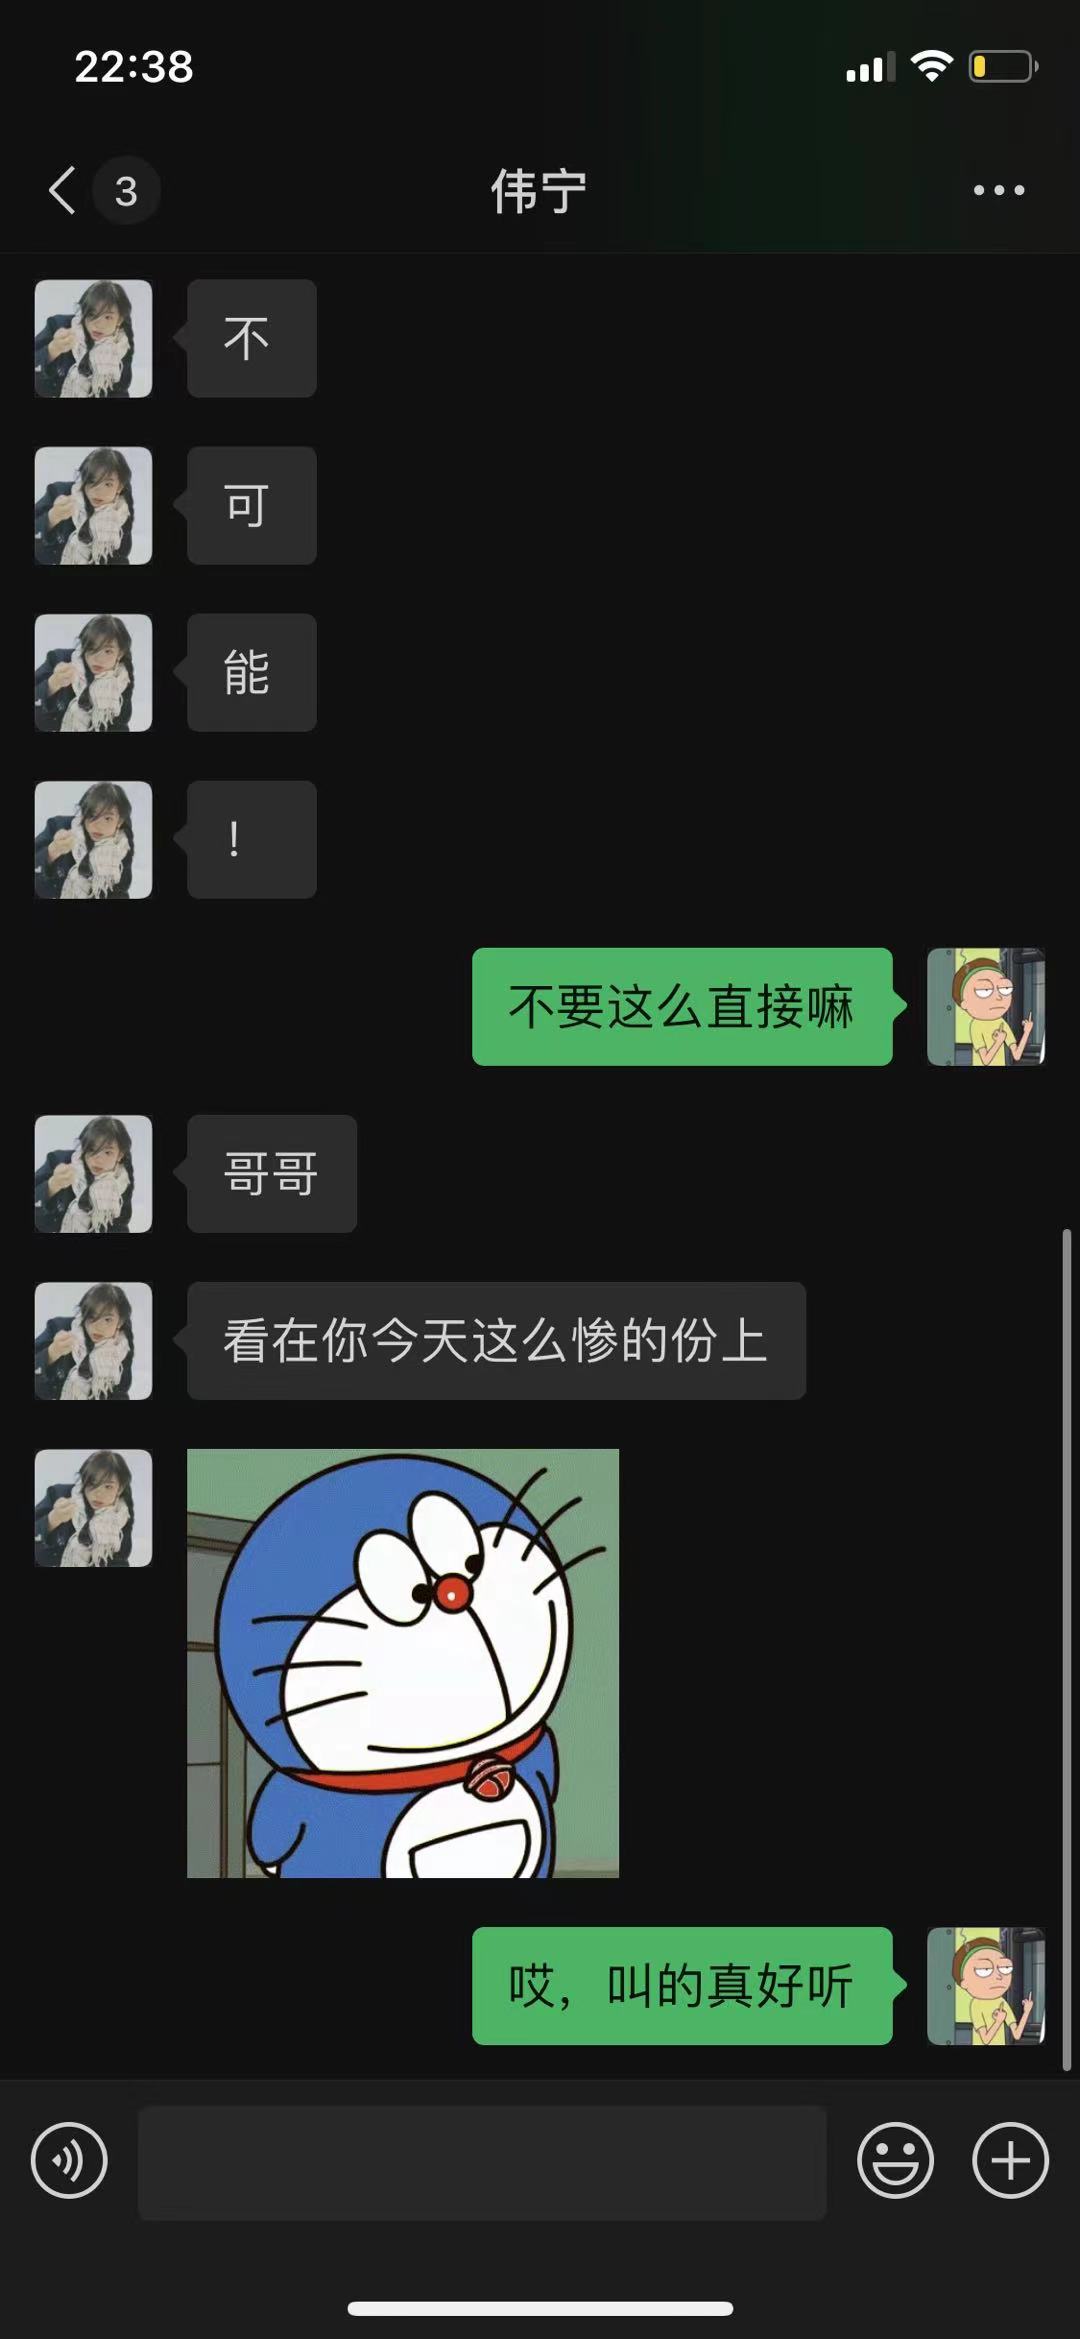 22:38
3
伟宁
不
可
能
！
不要这么直接嘛
哥哥
看在你今天这么惨的份上
哎，叫的真好听